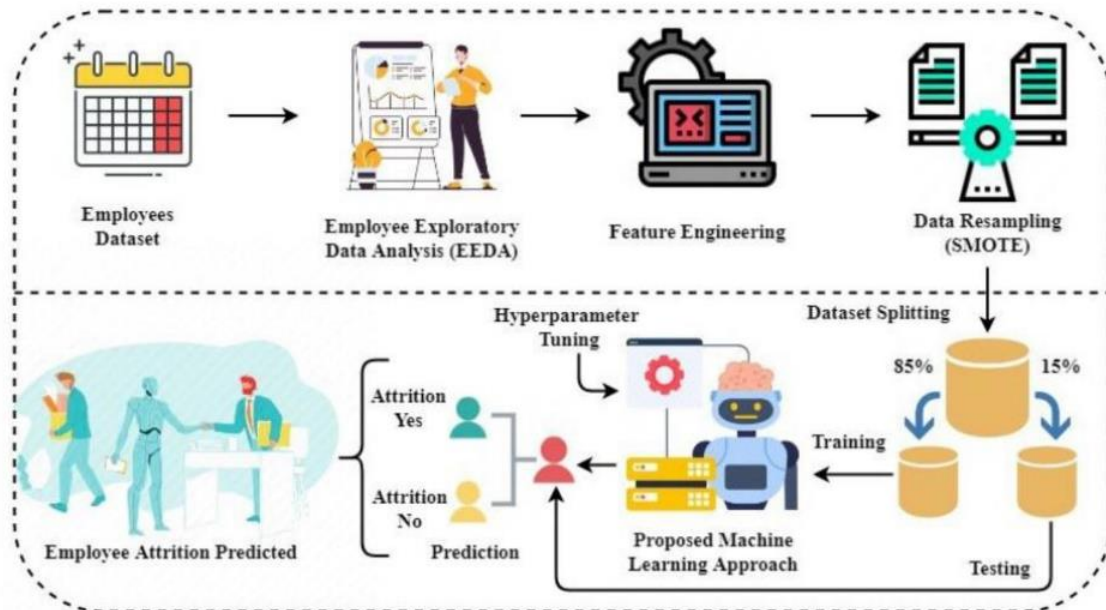 Employees
Dataset
Employee Exploratory
Data Analysis (EEDA)
Feature Engineering
Data Resampling
(SMOTE)
Hyperparameter
Tuning
Dataset Splitting
85%
15%
Attrition
Yes
Training
Attrition
No
Employee Attrition Predicted
Prediction
Proposed Machine
Learning Approach
Testing